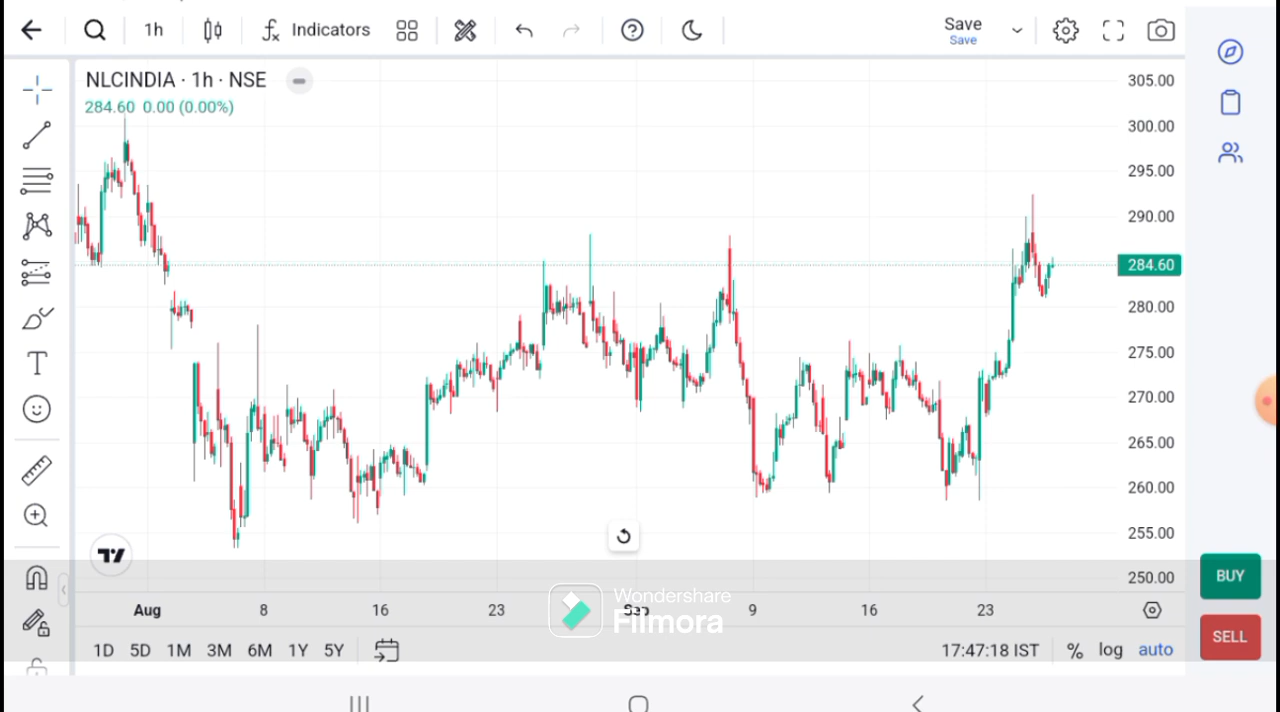 1h
Indicators
Save
Save
NLCINDIA · 1h · NSE
284.60 0.00 (0.00%)
305.00
300.00
295.00
290.00
284.60
280.00
275.00
270.00
265.00
260.00
255.00
250.00
T
BUY
SELL
Wondershare
Filmora
Aug 8 16 23 Sep 9 16 23
1D 5D 1M 3M 6M 1Y 5Y
17:47:18 IST % log auto